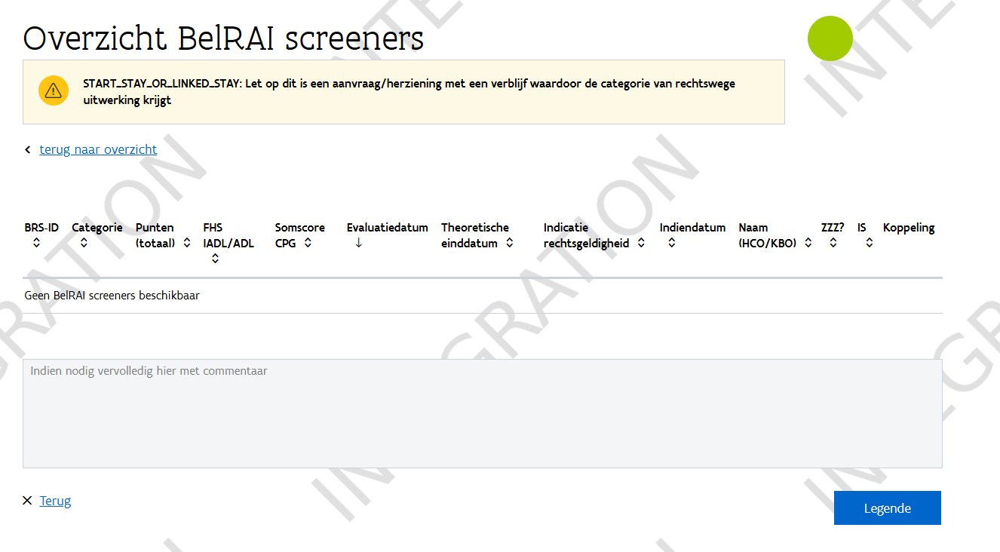 Overzicht BelRAI screeners
START_STAY_OR_LINKED_STAY: Let op dit is een aanvraag/herziening met een verblijf waardoor de categorie van rechtswege
uitwerking krijgt
terug naar overzicht
BRS-ID Categorie Punten (totaal) FHS IADL/ADL Somscore CPG Evaluatiedatum Theoretische einddatum Indicatie rechtsgeldigheid Indiendatum Naam (HCO/KBO) ZZZ? IS Koppeling
Geen BelRAI screeners beschikbaar
Indien nodig vervolledig hier met commentaar
Terug
Legende
INTEGRATION